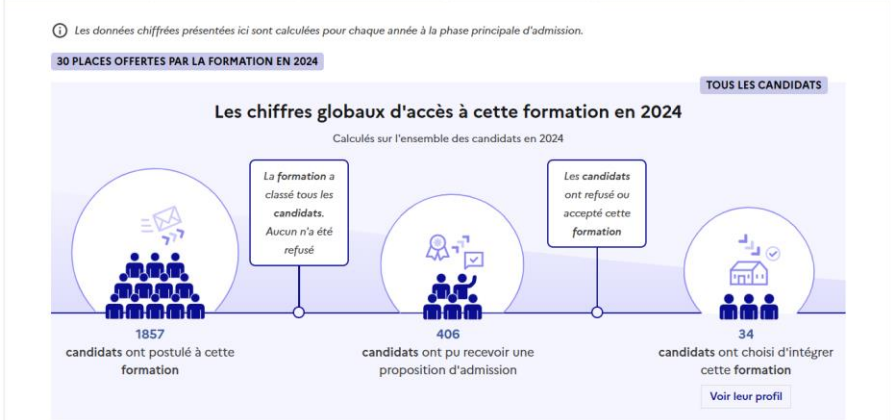 Les données chiffrées présentées ici sont calculées pour chaque année à la phase principale d'admission.
30 PLACES OFFERTES PAR LA FORMATION EN 2024
TOUS LES CANDIDATS
Les chiffres globaux d'accès à cette formation en 2024
Calculés sur l'ensemble des candidats en 2024
La formation a
classé tous les
candidats.
Aucun n'a été
refusé
Les candidats
ont refusé ou
accepté cette
formation
1857
candidats ont postulé à cette
formation
406
candidats ont pu recevoir une
proposition d'admission
34
candidats ont choisi d'intégrer
cette formation
Voir leur profil